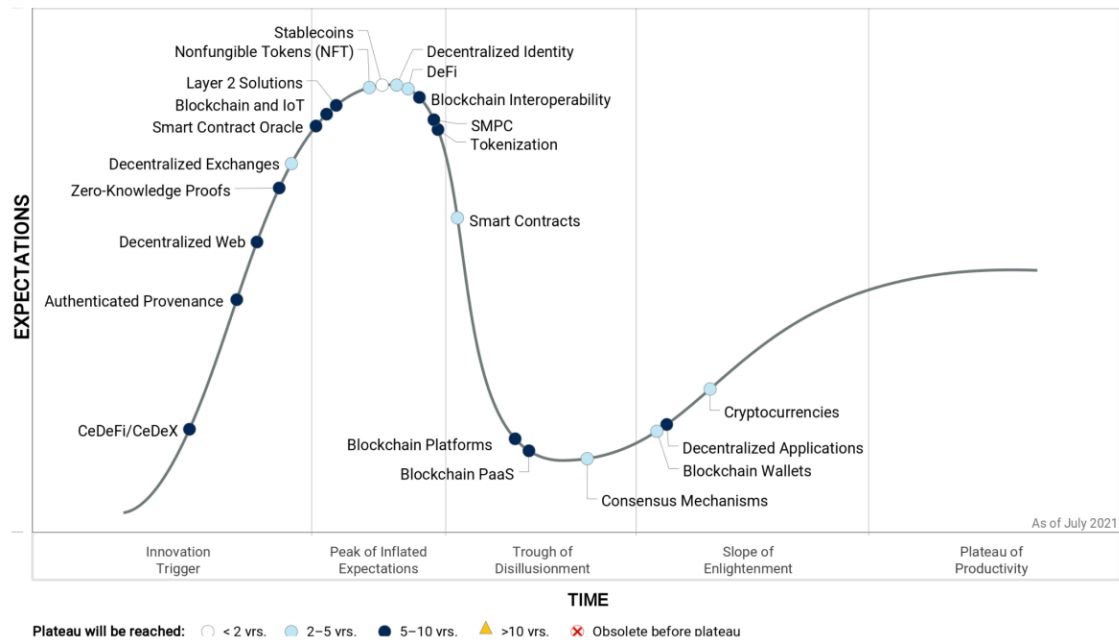 Stablecoins
Nonfungible Tokens (NFT)
Decentralized Identity
DeFi
Layer 2 Solutions
Blockchain Interoperability
Blockchain and IoT
Smart Contract Oracle
SMPC
Tokenization
Decentralized Exchanges
Zero-Knowledge Proofs
Smart Contracts
Decentralized Web
Authenticated Provenance
EXPECTATIONS
Cryptocurrencies
CeDeFi/CeDeX
Blockchain Platforms
Decentralized Applications
Blockchain PaaS
Blockchain Wallets
Consensus Mechanisms
As of July 2021
Innovation
Trigger
Peak of Inflated
Expectations
Trough of
Disillusionment
Slope of
Enlightenment
Plateau of
Productivity
TIME
Plateau will be reached: < 2 yrs. 2–5 yrs. 5–10 yrs. >10 yrs. Obsolete before plateau